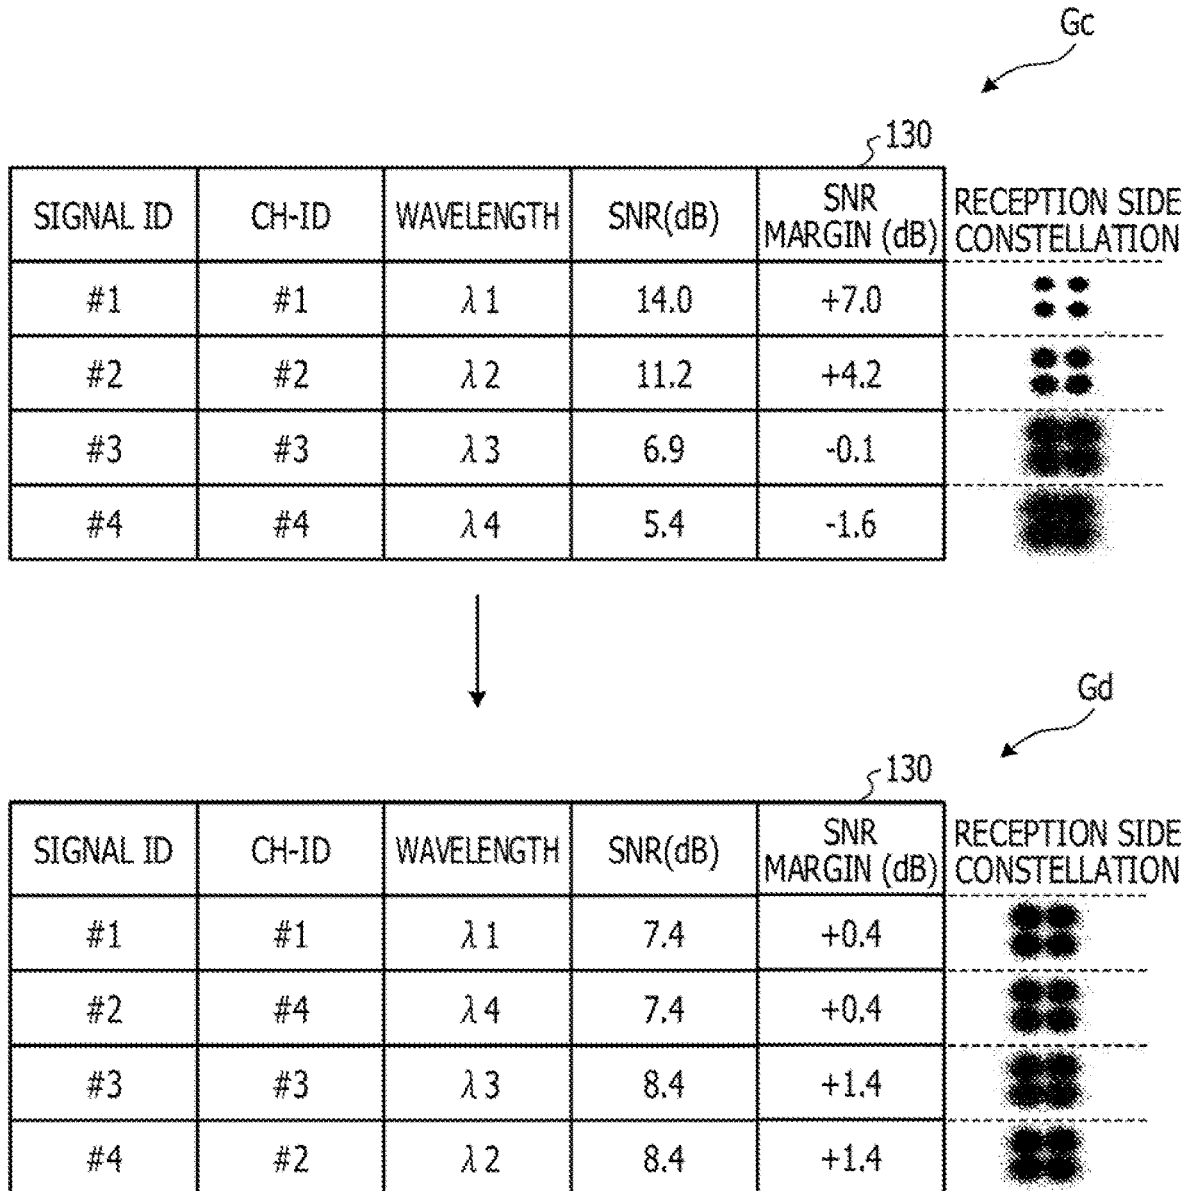 Gc
130
SIGNAL ID CH-ID WAVELENGTH SNR(dB) SNR MARGIN (dB) RECEPTION SIDE CONSTELLATION
#1 #1 λ1 14.0 +7.0
#2 #2 λ2 11.2 +4.2
#3 #3 λ3 6.9 -0.1
#4 #4 λ4 5.4 -1.6
Gd
130
SIGNAL ID CH-ID WAVELENGTH SNR(dB) SNR MARGIN (dB) RECEPTION SIDE CONSTELLATION
#1 #1 λ1 7.4 +0.4
#2 #4 λ4 7.4 +0.4
#3 #3 λ3 8.4 +1.4
#4 #2 λ2 8.4 +1.4